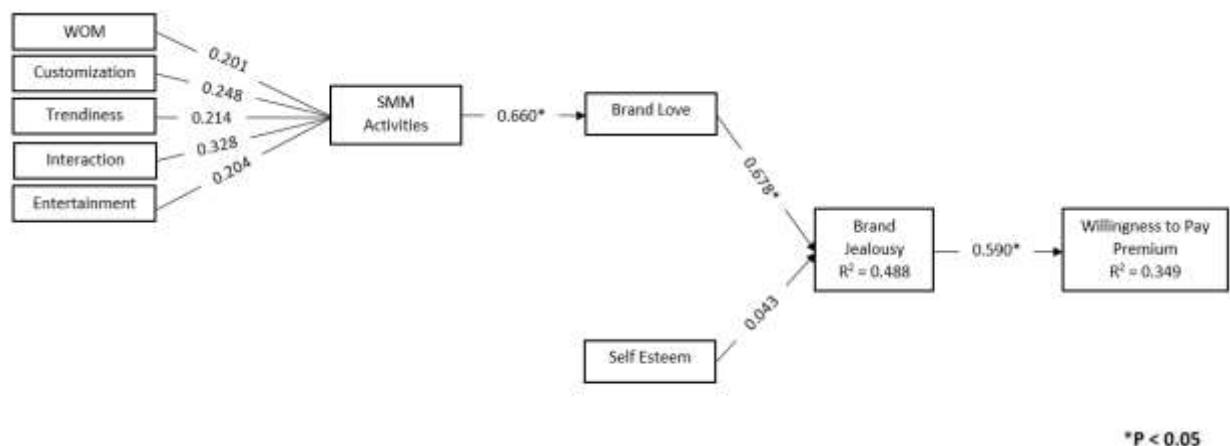 WOM
Customization
Trendiness
Interaction
Entertainment
0.201
0.248
0.214
0.328
0.204
SMM
Activities
0.660*
Brand Love
0.678*
Self Esteem
0.043
Brand
Jealousy
R² = 0.488
0.590*
Willingness to Pay
Premium
R² = 0.349
*P < 0.05